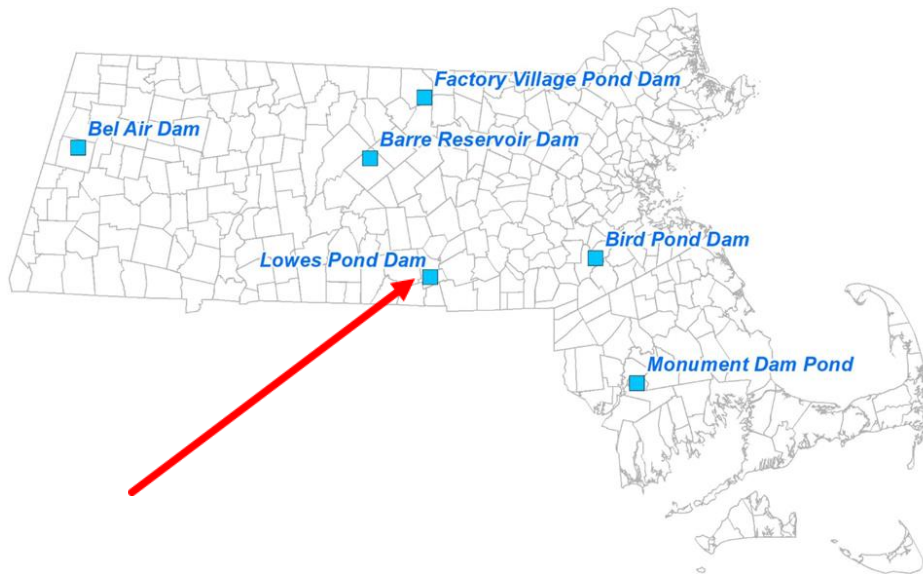 Factory Village Pond Dam
Bel Air Dam
Barre Reservoir Dam
Bird Pond Dam
Lowes Pond Dam
Monument Dam Pond